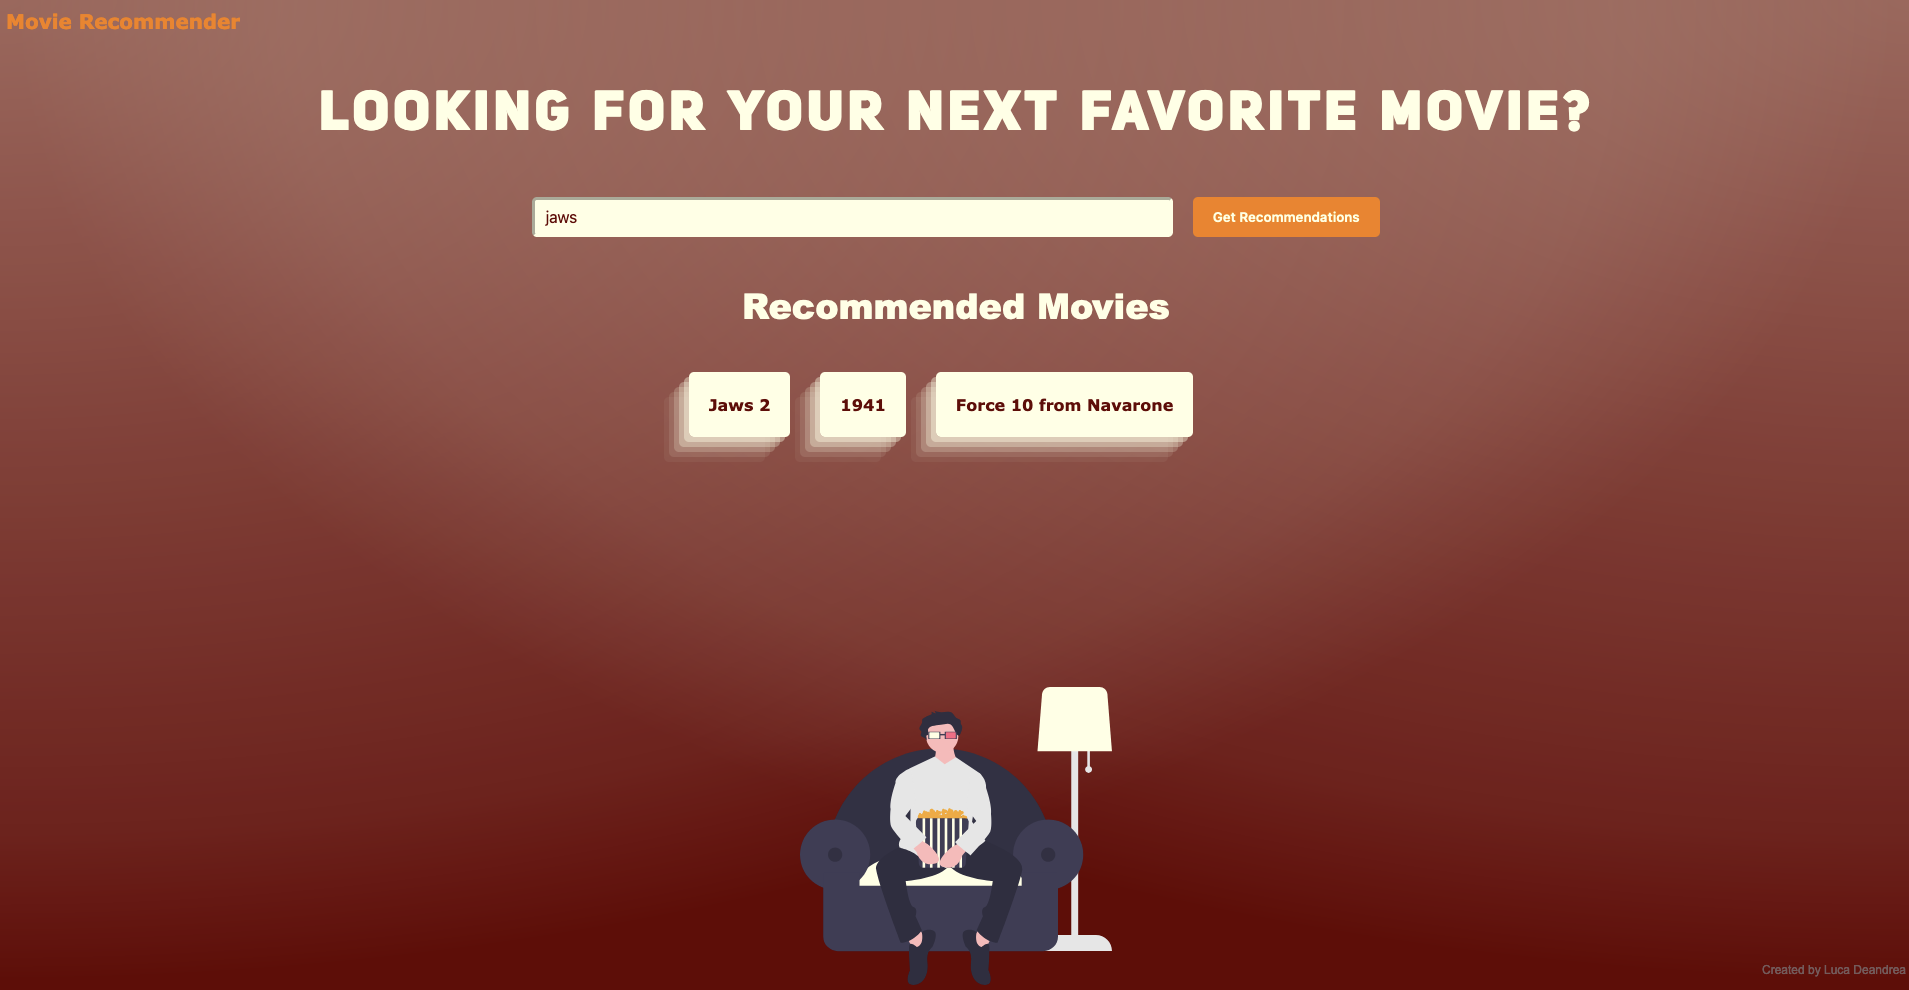 Movie Recommender
LOOKING FOR YOUR NEXT FAVORITE MOVIE?
jaws
Get Recommendations
Recommended Movies
Jaws 2
1941
Force 10 from Navarone
Created by Luca Deandrea